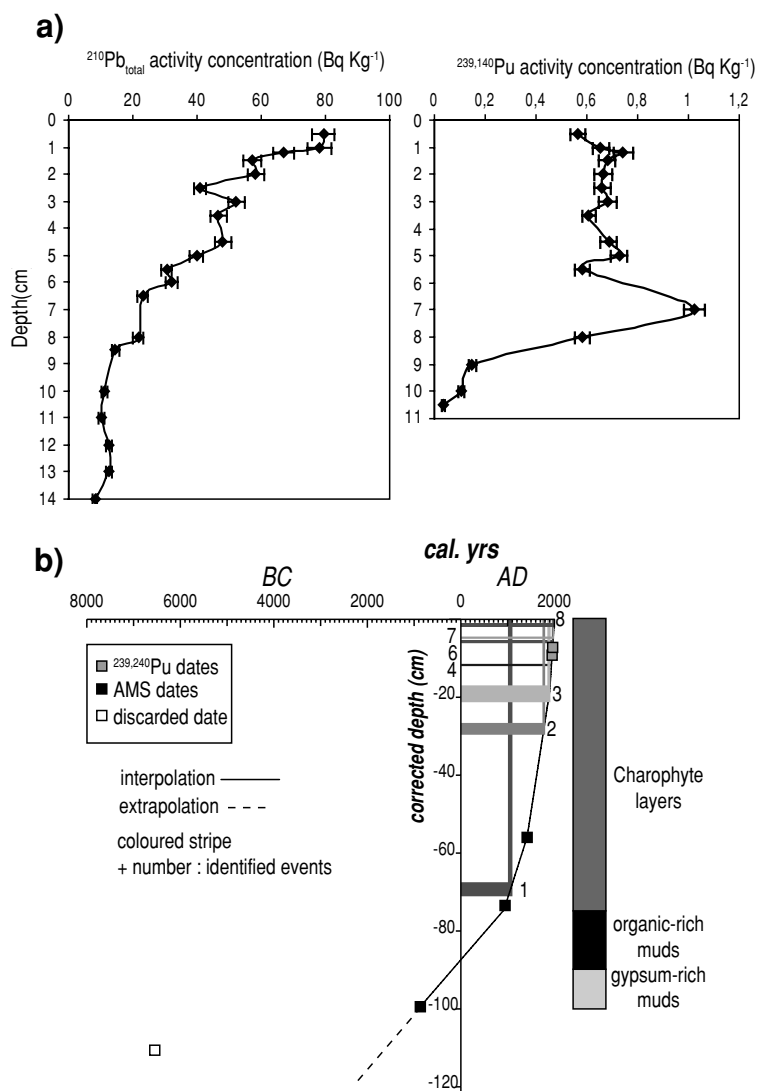 a)
210Pbtotal activity concentration (Bq Kg-1)
0 20 40 60 80 100
Depth(cm
0
1
2
3
4
5
6
7
8
9
10
11
12
13
14
239,140Pu activity concentration (Bq Kg-1)
0 0,2 0,4 0,6 0,8 1 1,2
0
1
2
3
4
5
6
7
8
9
10
11
b)
cal. yrs
BC AD
8000 6000 4000 2000 0 2000
239,240Pu dates
AMS dates
discarded date
interpolation
extrapolation
coloured stripe
+ number : identified events
corrected depth (cm)
-20
-40
-60
-80
-100
-120
8
7
6
4
3
2
1
Charophyte
layers
organic-rich
muds
gypsum-rich
muds